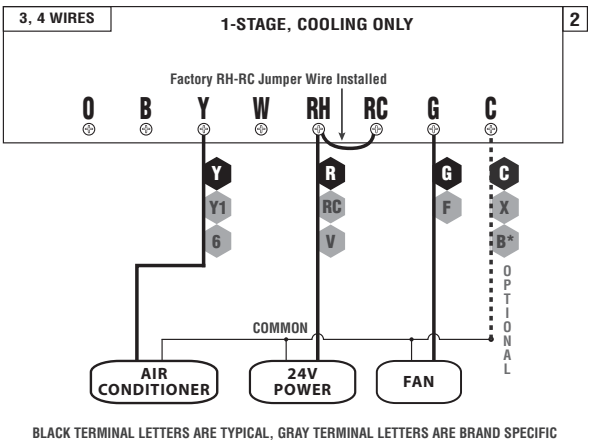 3, 4 WIRES
1-STAGE, COOLING ONLY
2
Factory RH-RC Jumper Wire Installed
O B Y W RH RC G C
Y R G C
Y1 RC F X
6 V B*
OPTIONAL
COMMON
AIR CONDITIONER
24V POWER
FAN
BLACK TERMINAL LETTERS ARE TYPICAL, GRAY TERMINAL LETTERS ARE BRAND SPECIFIC